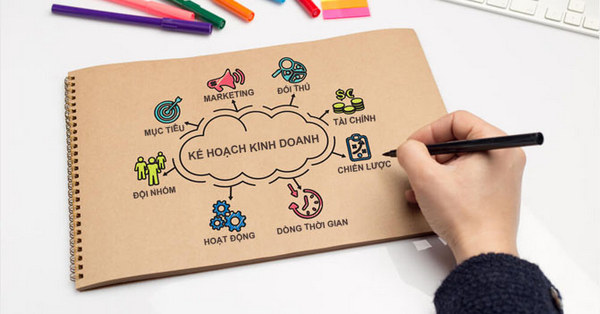 KẾ HOẠCH KINH DOANH
MARKETING
ĐỐI THỦ
TÀI CHÍNH
CHIẾN LƯỢC
DÒNG THỜI GIAN
HOẠT ĐỘNG
ĐỘI NHÓM
MỤC TIÊU